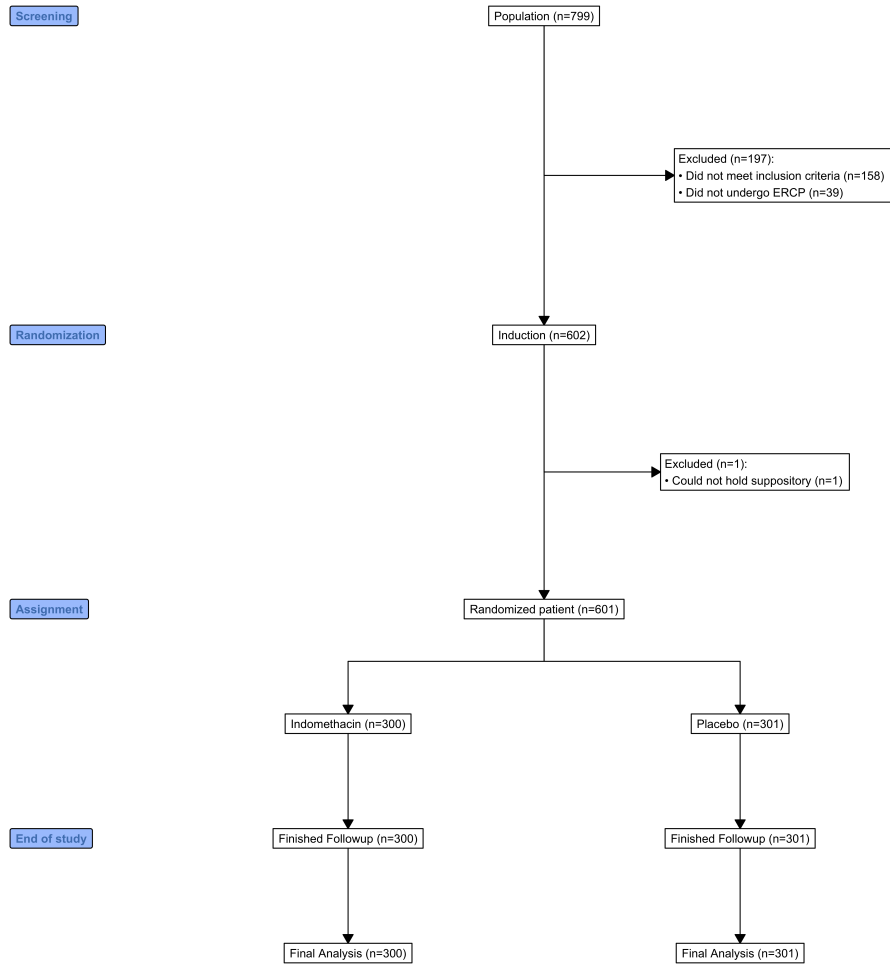 Screening
Population (n=799)
Excluded (n=197):
• Did not meet inclusion criteria (n=158)
• Did not undergo ERCP (n=39)
Randomization
Induction (n=602)
Excluded (n=1):
• Could not hold suppository (n=1)
Assignment
Randomized patient (n=601)
Indomethacin (n=300)
Placebo (n=301)
End of study
Finished Followup (n=300)
Finished Followup (n=301)
Final Analysis (n=300)
Final Analysis (n=301)